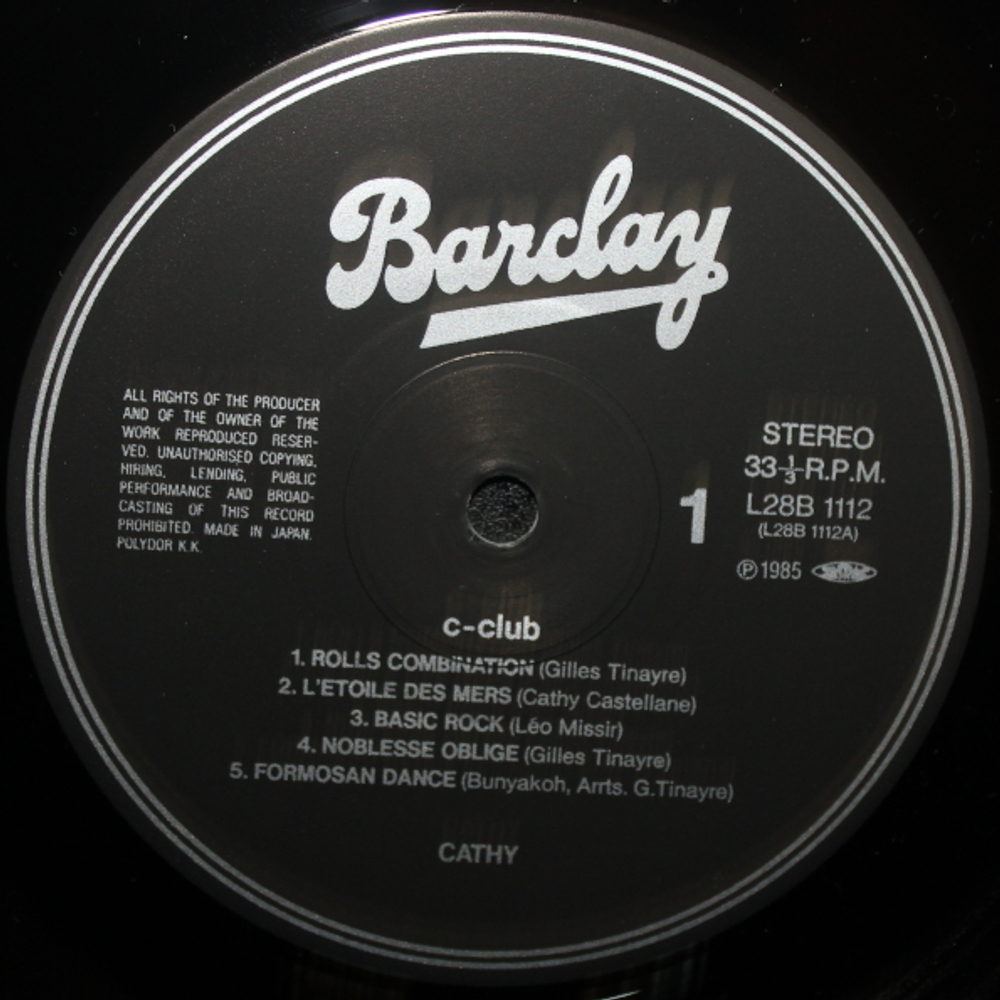 Barclay
ALL RIGHTS OF THE PRODUCER
AND OF THE OWNER OF THE
WORK REPRODUCED RESER-
VED. UNAUTHORISED COPYING,
HIRING, LENDING, PUBLIC
PERFORMANCE AND BROAD-
CASTING OF THIS RECORD
PROHIBITED. MADE IN JAPAN.
POLYDOR K.K.
STEREO
33 1/3 R.P.M.
L28B 1112
(L28B 1112A)
1
Ⓟ 1985
c-club
1. ROLLS COMBINATION (Gilles Tinayre)
2. L'ETOILE DES MERS (Cathy Castellane)
3. BASIC ROCK (Léo Missir)
4. NOBLESSE OBLIGE (Gilles Tinayre)
5. FORMOSAN DANCE (Bunyakoh, Arrts. G.Tinayre)
CATHY